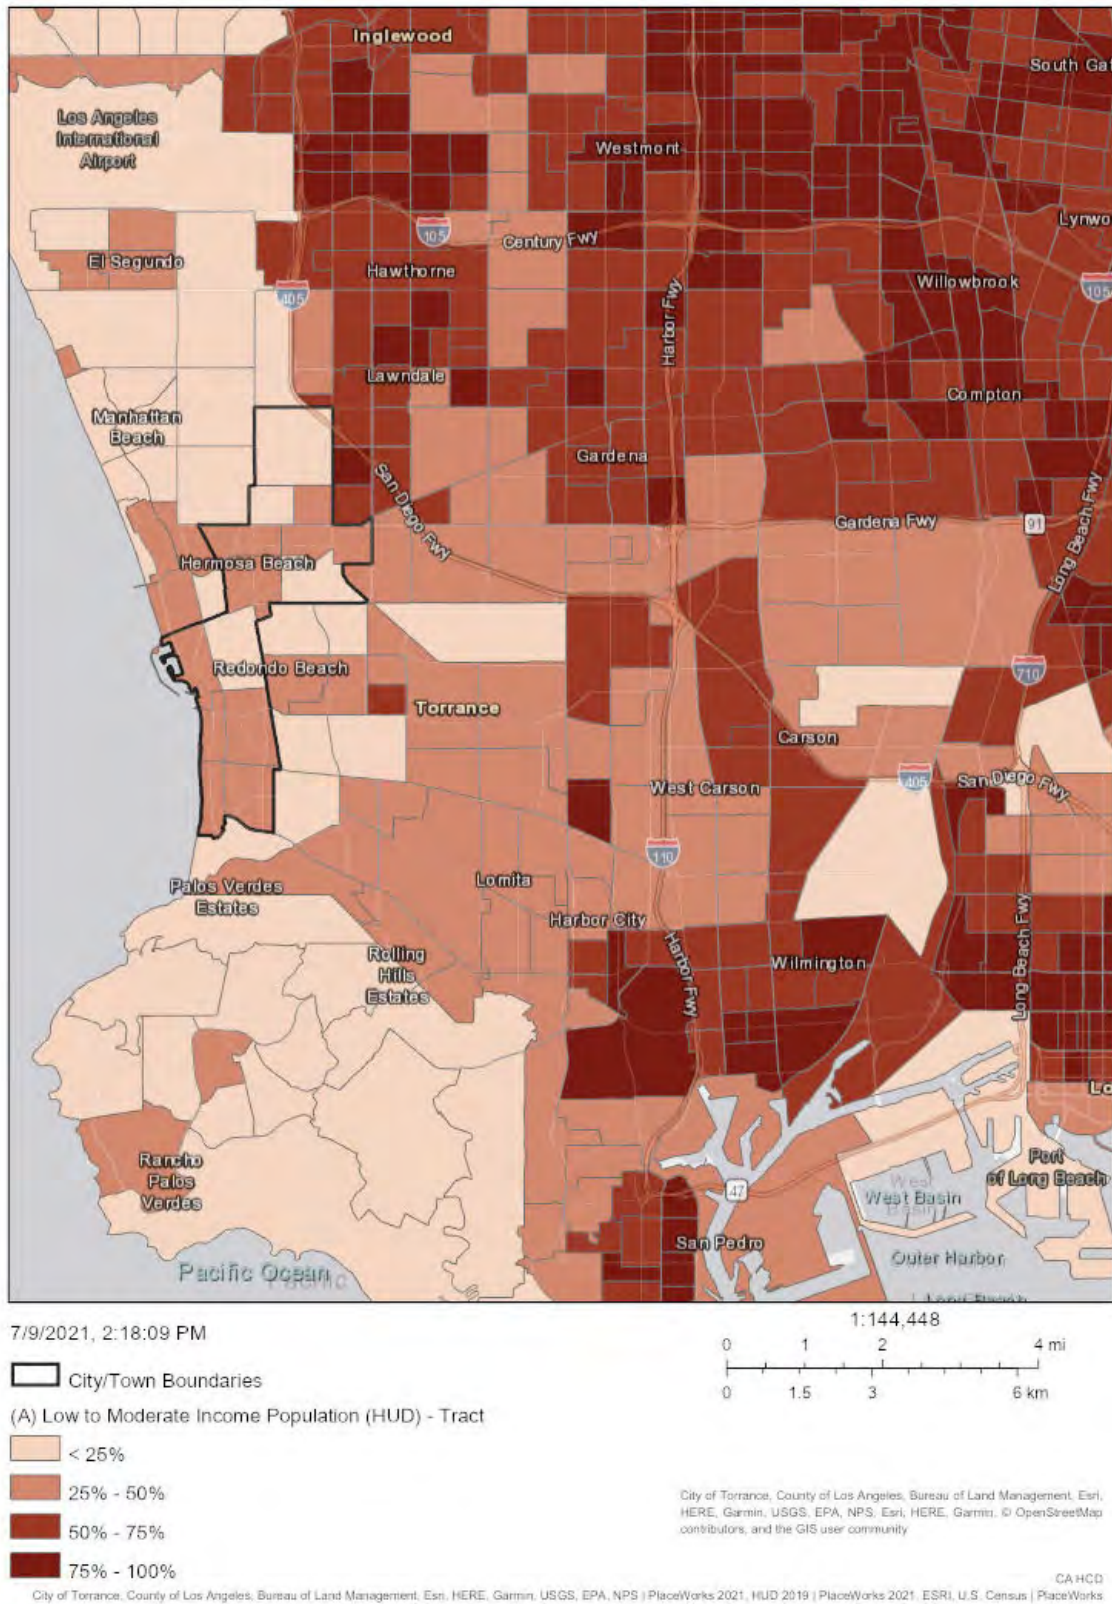 Inglewood
South Gat
Los Angeles
International
Airport
Westmont
Lynwo
105
Century Fwy
El Segundo
Hawthorne
Willowbrook
405
105
Harbor Fwy
Lawndale
Compton
Manhattan
Beach
Gardena
San Diego Fwy
Gardena Fwy
91
Long Beach Fwy
Hermosa Beach
Redondo Beach
710
Torrance
Carson
405
San Diego Fwy
West Carson
110
Palos Verdes
Estates
Lomita
Harbor City
Harbor Fwy
Long Beach Fwy
Rolling
Hills
Estates
Wilmington
Lo
Rancho
Palos
Verdes
Port
of Long Beach
47
West
Basin
West Basin
San Pedro
Outer Harbor
Pacific Ocean
Pacific
7/9/2021, 2:18:09 PM
1:144,448
0 1 2 4 mi
0 1.5 3 6 km
City/Town Boundaries
(A) Low to Moderate Income Population (HUD) - Tract
< 25%
25% - 50%
50% - 75%
75% - 100%
City of Torrance, County of Los Angeles, Bureau of Land Management, Esri,
HERE, Garmin, USGS, EPA, NPS, Esri, HERE, Garmin, © OpenStreetMap
contributors, and the GIS user community
CA HCD
City of Torrance, County of Los Angeles, Bureau of Land Management, Esri, HERE, Garmin, USGS, EPA, NPS | PlaceWorks 2021, HUD 2019 | PlaceWorks 2021, ESRI, U.S. Census | PlaceWorks